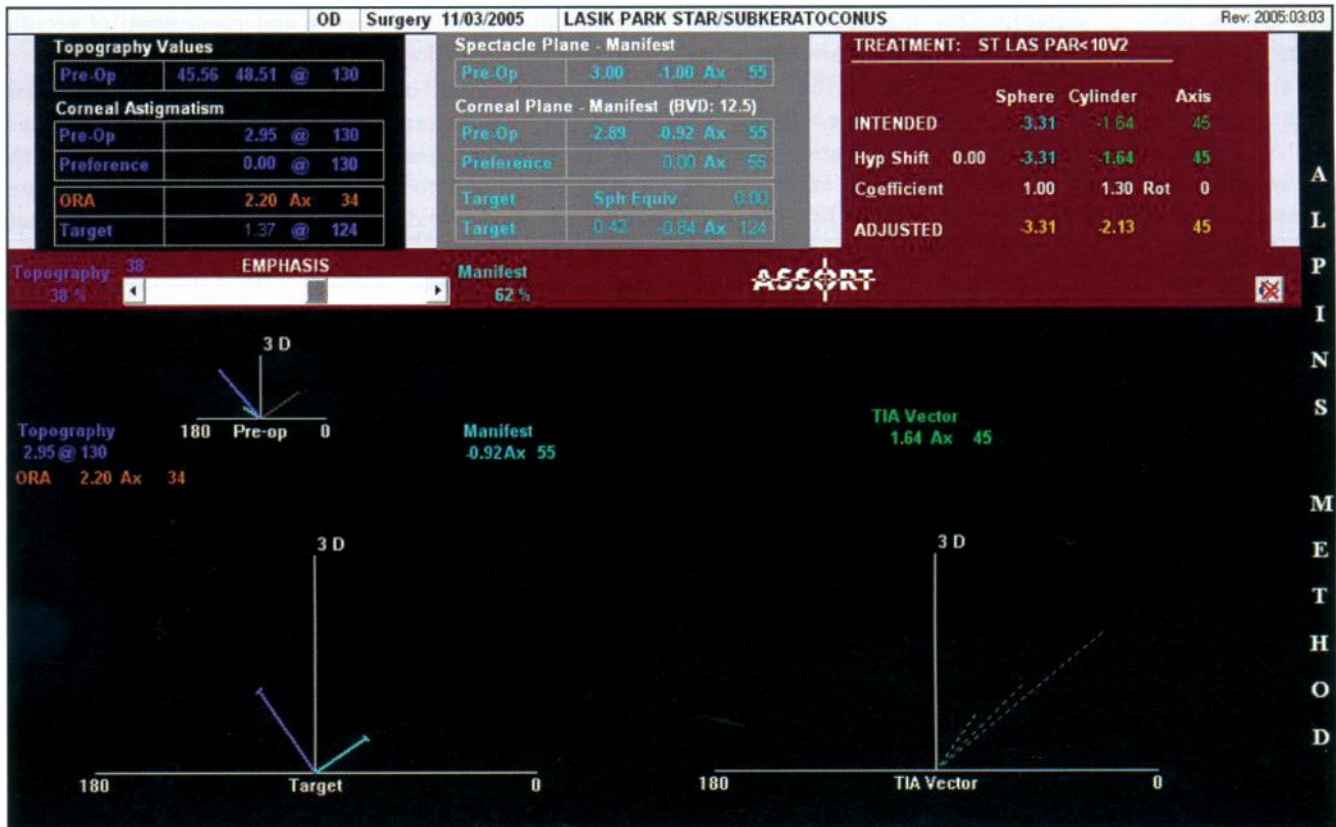 OD Surgery 11/03/2005 LASIK PARK STAR/SUBKERATOCONUS Rev: 2005:03:03
Topography Values
Pre-Op 45.56 48.51 @ 130
Corneal Astigmatism
Pre-Op 2.95 @ 130
Preference 0.00 @ 130
ORA 2.20 Ax 34
Target 1.37 @ 124
Spectacle Plane - Manifest
Pre-Op -3.00 -1.00 Ax 55
Corneal Plane - Manifest (BVD: 12.5)
Pre-Op -2.89 -0.92 Ax 55
Preference 0.00 Ax 55
Target Sph Equiv 0.00
Target 0.42 -0.84 Ax 124
TREATMENT: ST LAS PAR<10V2
Sphere Cylinder Axis
INTENDED -3.31 -1.64 45
Hyp Shift 0.00 -3.31 -1.64 45
Coefficient 1.00 1.30 Rot 0
ADJUSTED -3.31 -2.13 45
Topography 38
38 %
EMPHASIS
Manifest
62 %
ASSORT
ALPINS METHOD
3 D
180 Pre-op 0
Topography
2.95 @ 130
ORA 2.20 Ax 34
Manifest
-0.92 Ax 55
TIA Vector
1.64 Ax 45
3 D
180 Target 0
3 D
180 TIA Vector 0